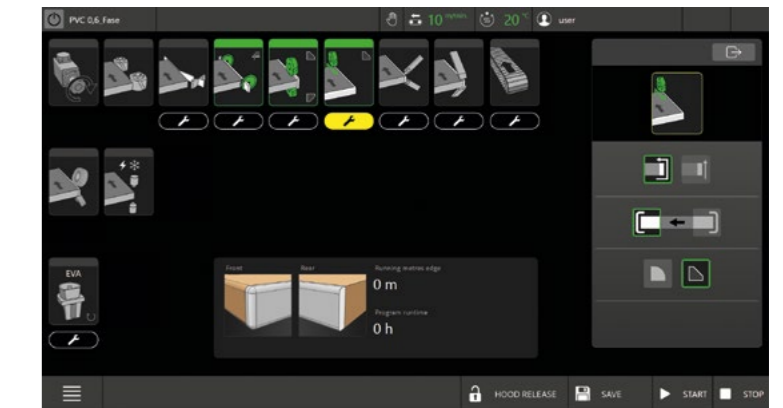 PVC 0,6_Fase
10 m/min
20 °C
user
EVA
Front
Rear
Running metres edge
0 m
Program runtime
0 h
HOOD RELEASE
SAVE
START
STOP